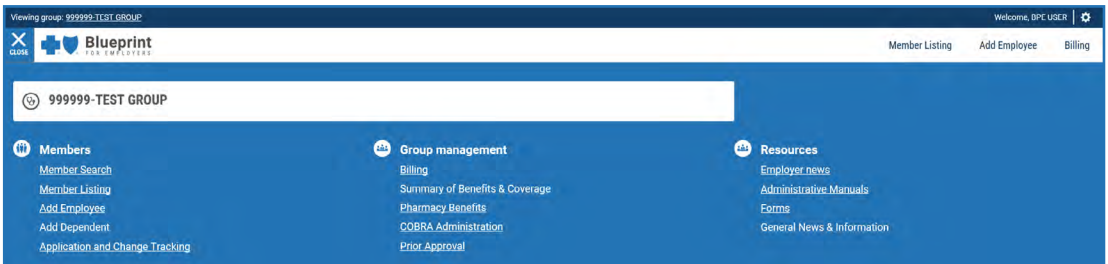 Viewing group: 999999-TEST GROUP
Welcome, BPE USER
CLOSE
Blueprint
FOR EMPLOYERS
Member Listing Add Employee Billing
999999-TEST GROUP
Members
Member Search
Member Listing
Add Employee
Add Dependent
Application and Change Tracking
Group management
Billing
Summary of Benefits & Coverage
Pharmacy Benefits
COBRA Administration
Prior Approval
Resources
Employer news
Administrative Manuals
Forms
General News & Information